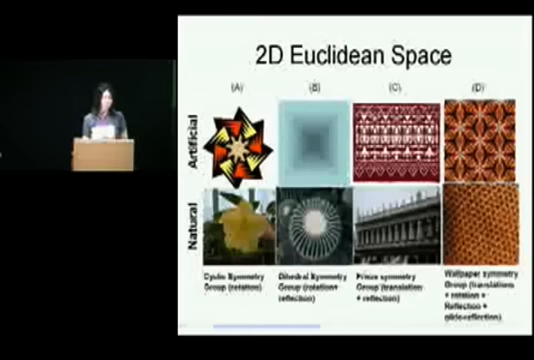 2D Euclidean Space
(A) (B) (C) (D)
Artificial
Natural
Cyclic Symmetry
Group (rotation)
Dihedral Symmetry
Group (rotation+
reflection)
Frieze symmetry
Group (translation
+ reflection)
Wallpaper symmetry
Group (translations
+ rotation +
Reflection +
glide-reflection)